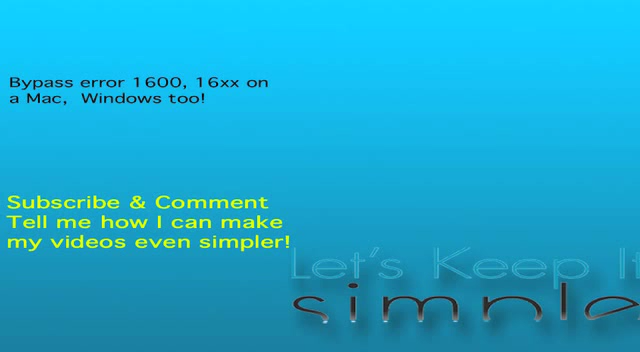 Bypass error 1600, 16xx on
a Mac, Windows too!
Subscribe & Comment
Tell me how I can make
my videos even simpler!
Let's Keep It
simple